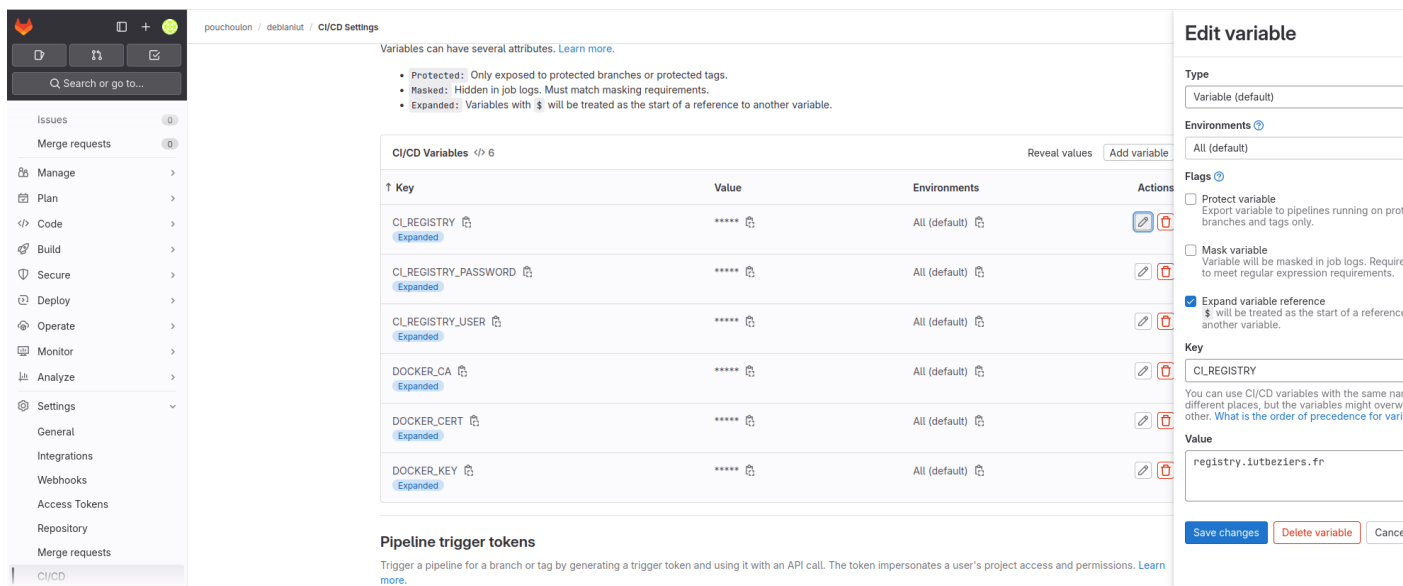 pouchoulon / debianiut / CI/CD Settings
Search or go to...
Issues 0
Merge requests 0
Manage
Plan
Code
Build
Secure
Deploy
Operate
Monitor
Analyze
Settings
General
Integrations
Webhooks
Access Tokens
Repository
Merge requests
CI/CD
Variables can have several attributes. Learn more.
• Protected: Only exposed to protected branches or protected tags.
• Masked: Hidden in job logs. Must match masking requirements.
• Expanded: Variables with $ will be treated as the start of a reference to another variable.
CI/CD Variables </> 6 Reveal values Add variable
↑ Key Value Environments Actions
CI_REGISTRY ***** All (default)
Expanded
CI_REGISTRY_PASSWORD ***** All (default)
Expanded
CI_REGISTRY_USER ***** All (default)
Expanded
DOCKER_CA ***** All (default)
Expanded
DOCKER_CERT ***** All (default)
Expanded
DOCKER_KEY ***** All (default)
Expanded
Pipeline trigger tokens
Trigger a pipeline for a branch or tag by generating a trigger token and using it with an API call. The token impersonates a user's project access and permissions. Learn
more.
Edit variable
Type
Variable (default)
Environments
All (default)
Flags
Protect variable
Export variable to pipelines running on prot
branches and tags only.
Mask variable
Variable will be masked in job logs. Require
to meet regular expression requirements.
Expand variable reference
$ will be treated as the start of a reference
another variable.
Key
CI_REGISTRY
You can use CI/CD variables with the same nam
different places, but the variables might overw
other. What is the order of precedence for vari
Value
registry.iutbeziers.fr
Save changes Delete variable Cance